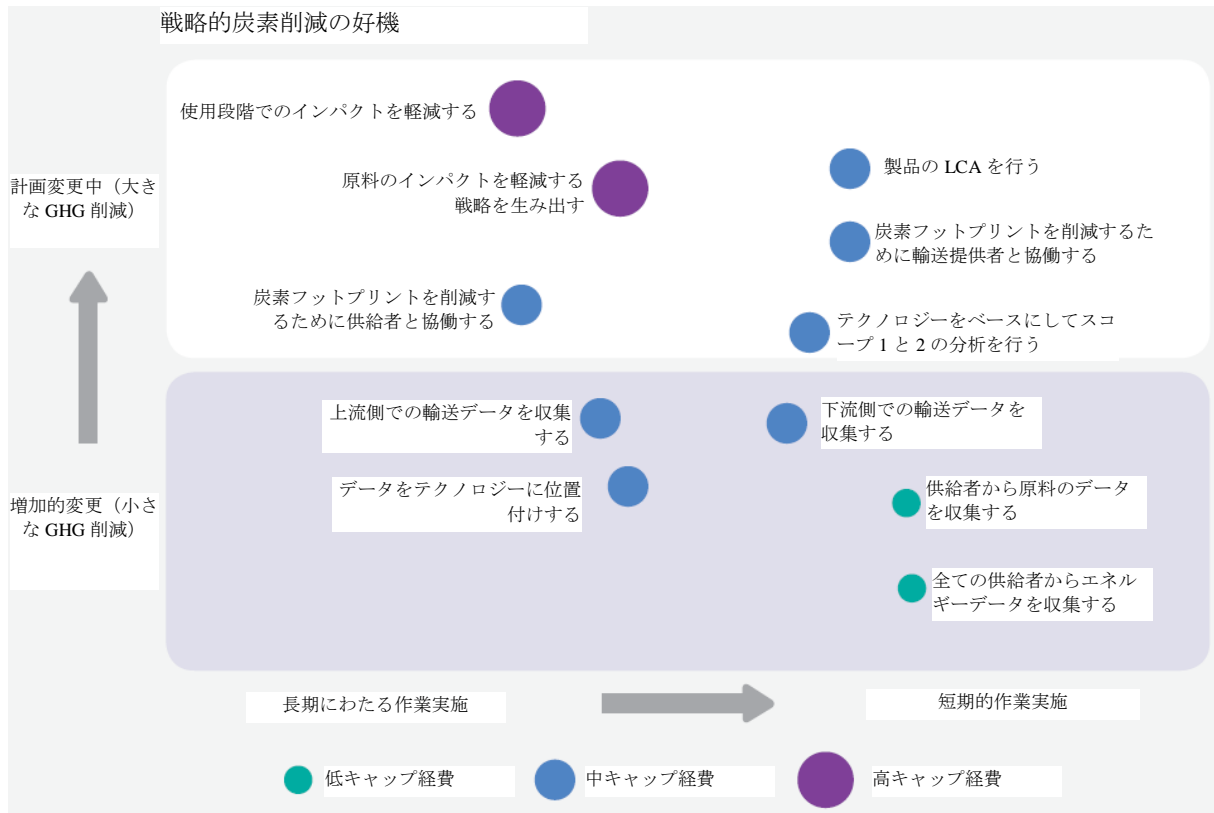 戦略的炭素削減の好機
使用段階でのインパクトを軽減する
原料のインパクトを軽減する
戦略を生み出す
製品の LCA を行う
計画変更中（大き
な GHG 削減）
炭素フットプリントを削減するた
めに輸送提供者と協働する
炭素フットプリントを削減す
るために供給者と協働する
テクノロジーをベースにしてスコ
ープ 1 と 2 の分析を行う
上流側での輸送データを収集
する
下流側での輸送データを
収集する
データをテクノロジーに位置
付けする
増加的変更（小さ
な GHG 削減）
供給者から原料のデータ
を収集する
全ての供給者からエネル
ギーデータを収集する
長期にわたる作業実施
短期的作業実施
低キャップ経費
中キャップ経費
高キャップ経費